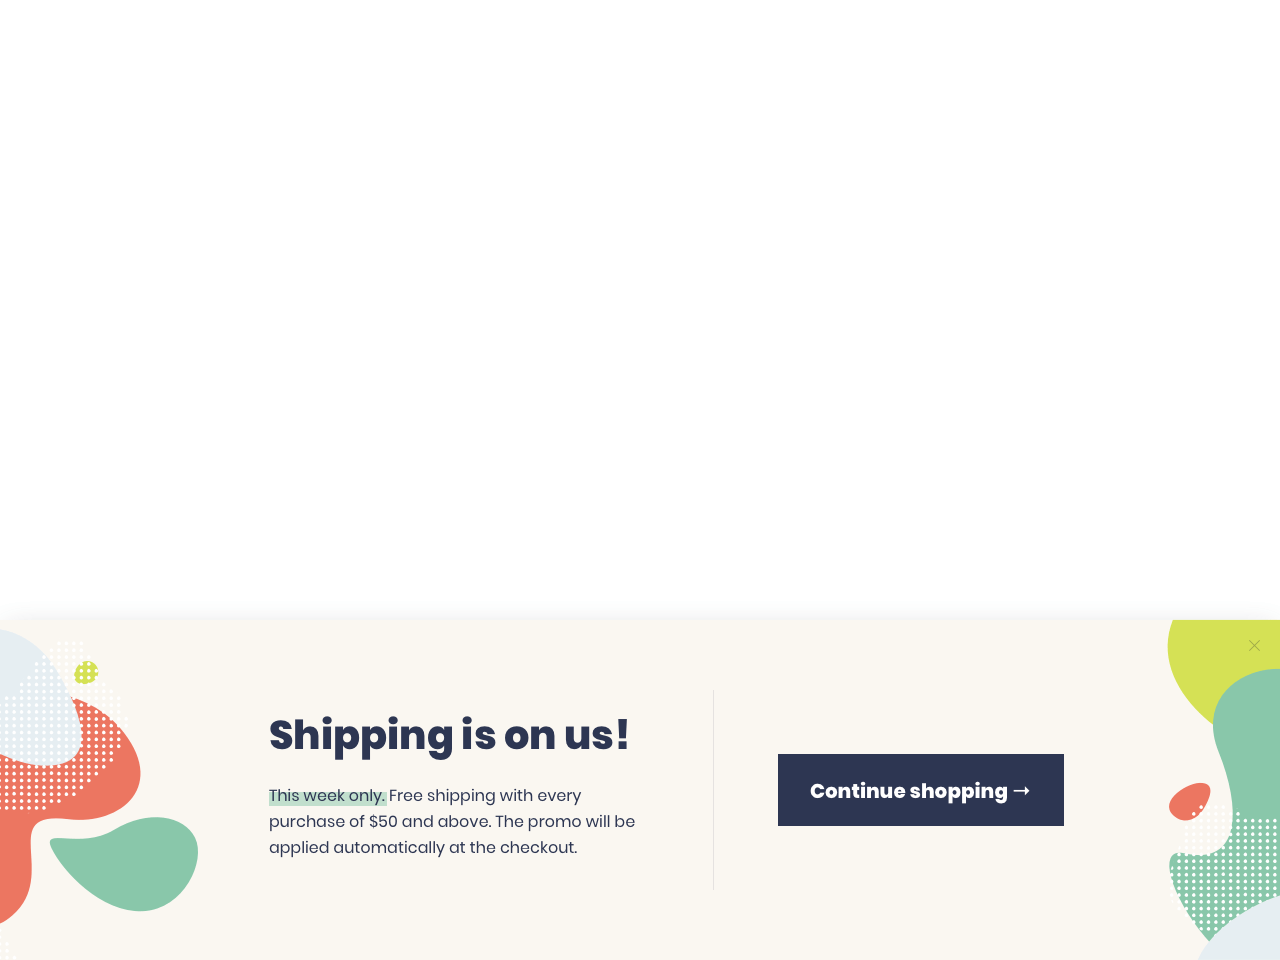 Shipping is on us!
This week only. Free shipping with every
purchase of $50 and above. The promo will be
applied automatically at the checkout.
Continue shopping →